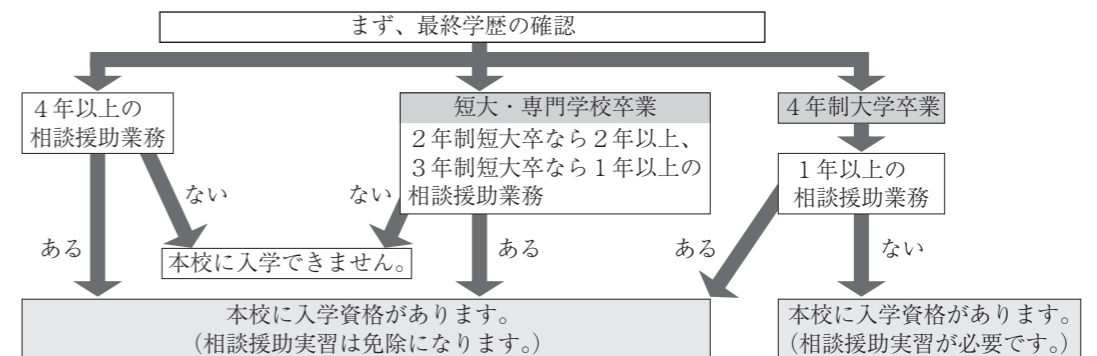 まず、最終学歴の確認
4年以上の
相談援助業務
短大・専門学校卒業
2年制短大卒なら2年以上、
3年制短大卒なら1年以上の
相談援助業務
4年制大学卒業
1年以上の
相談援助業務
ない
ない
ある
本校に入学できません。
ある
ある
ない
本校に入学資格があります。
(相談援助実習は免除になります。)
本校に入学資格があります。
(相談援助実習が必要です。)